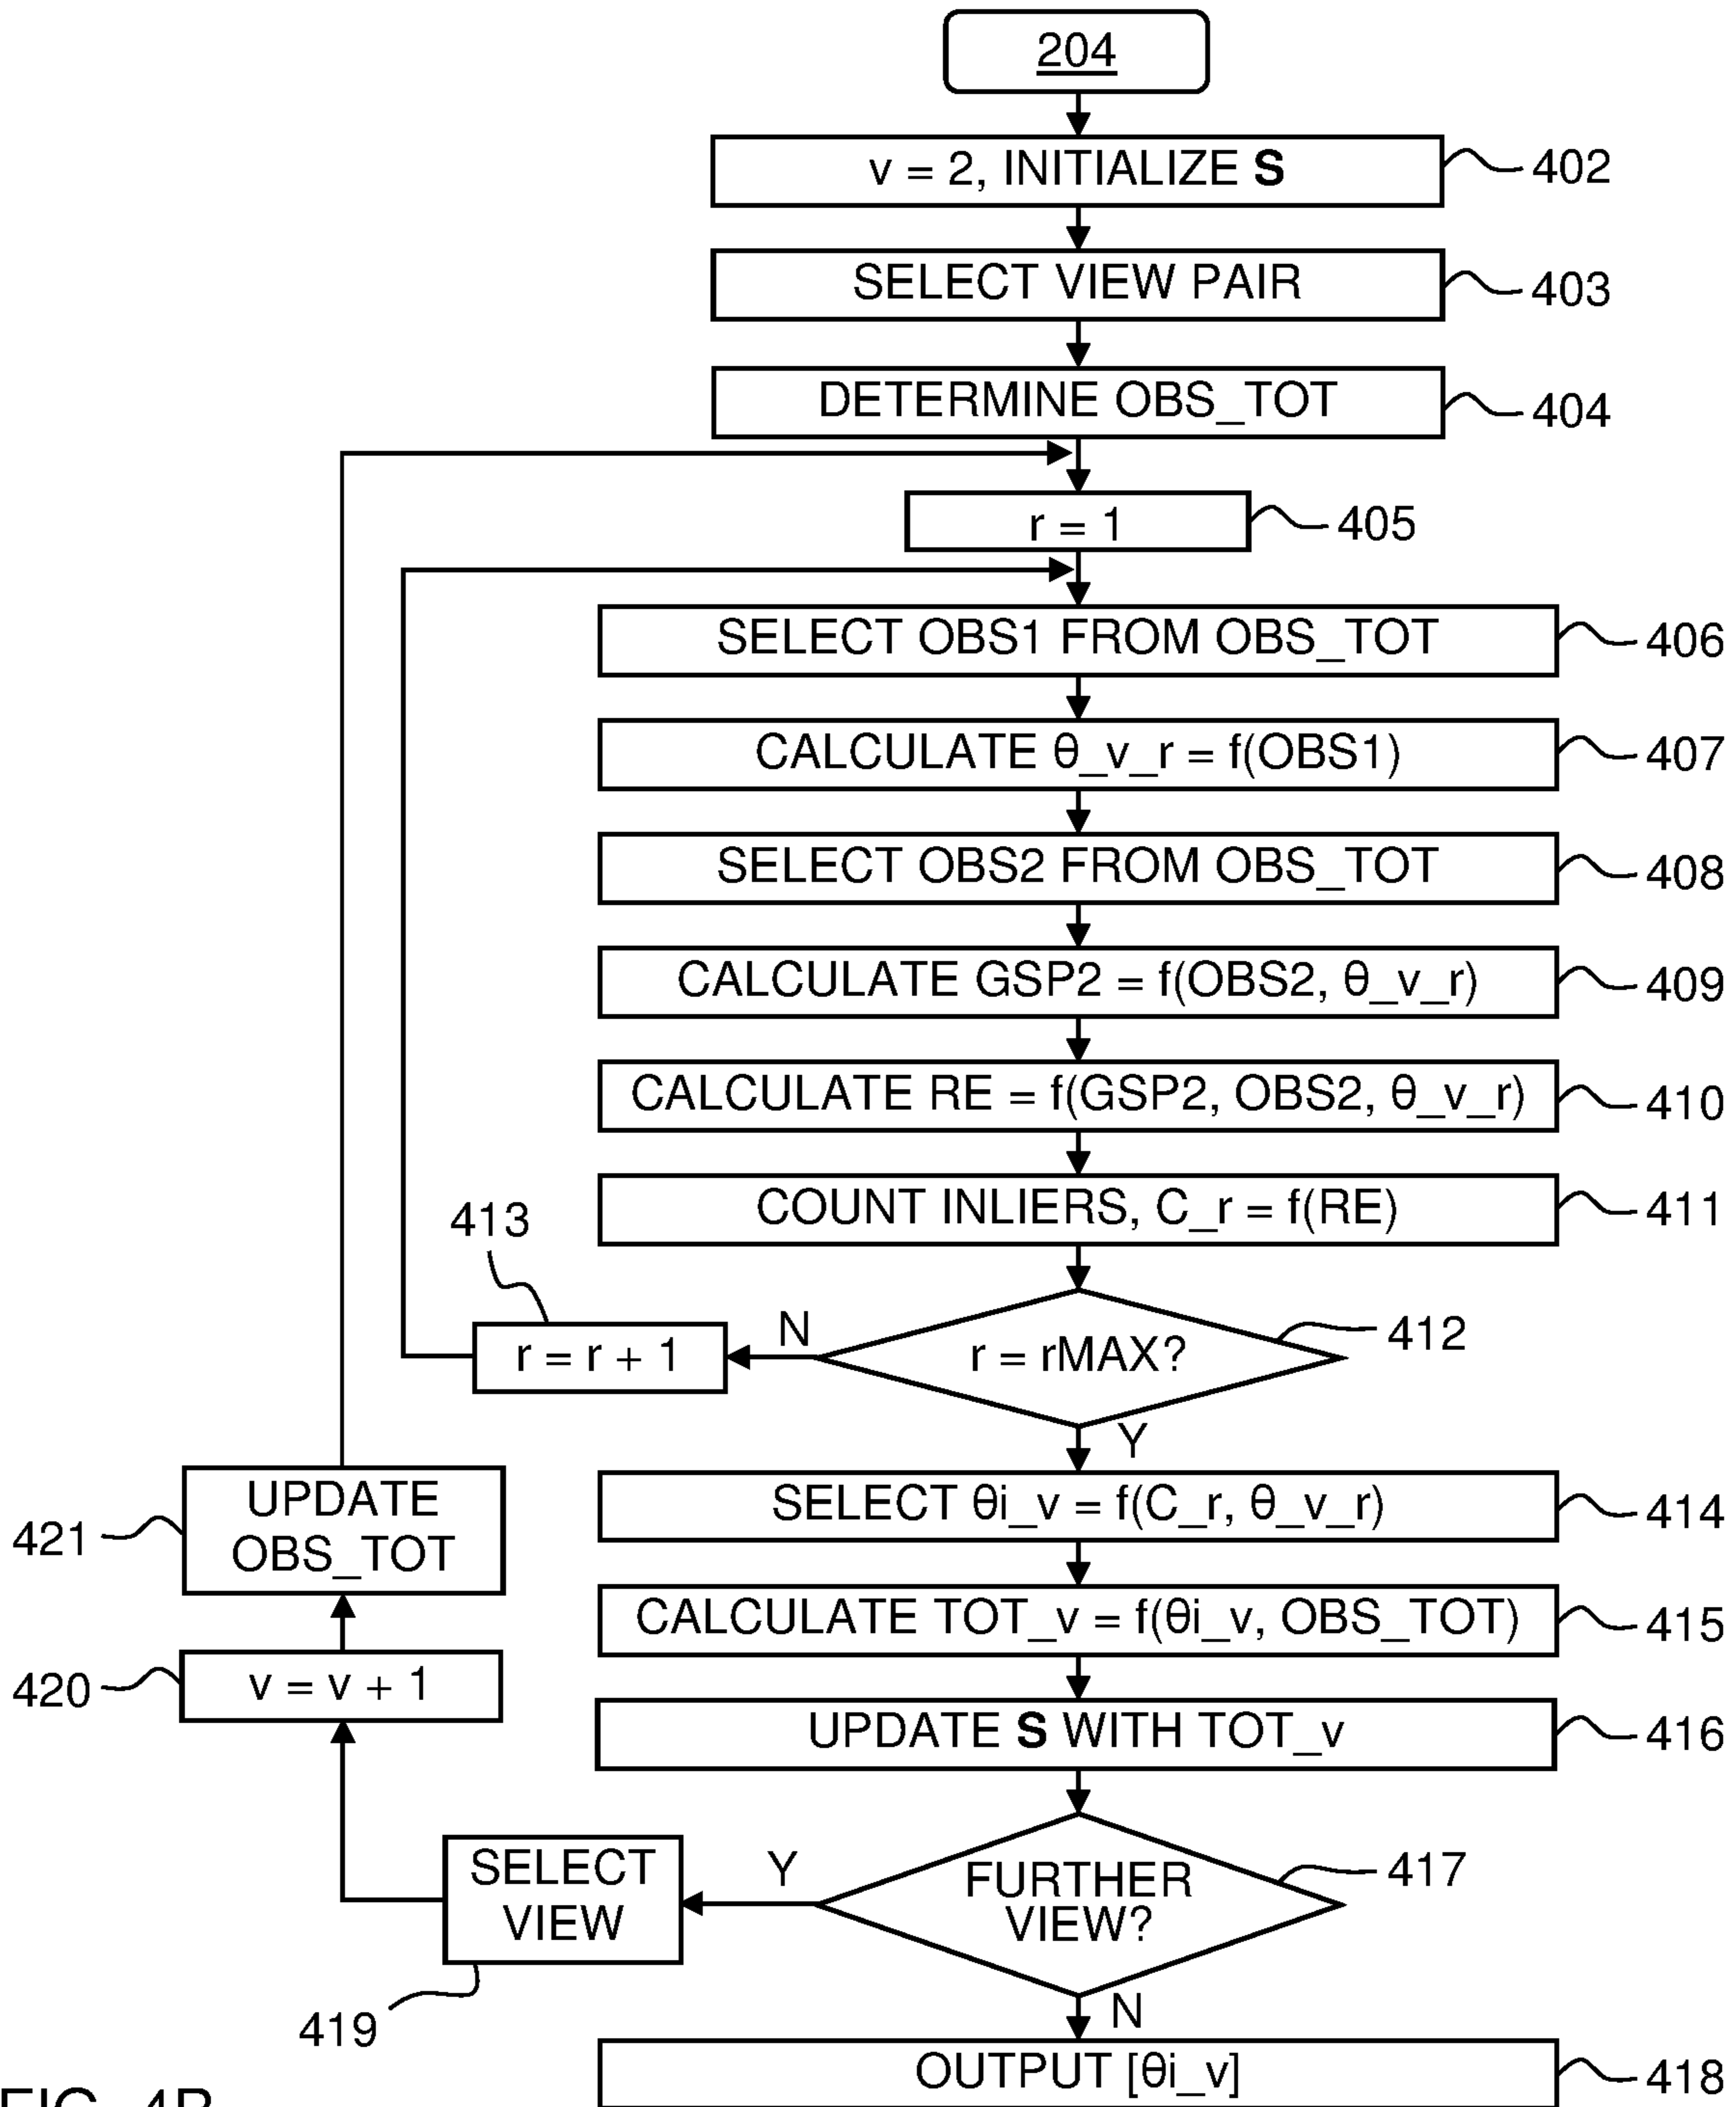 204
v = 2, INITIALIZE S
402
SELECT VIEW PAIR
403
DETERMINE OBS_TOT
404
r = 1
405
SELECT OBS1 FROM OBS_TOT
406
CALCULATE θ_v_r = f(OBS1)
407
SELECT OBS2 FROM OBS_TOT
408
CALCULATE GSP2 = f(OBS2, θ_v_r)
409
CALCULATE RE = f(GSP2, OBS2, θ_v_r)
410
COUNT INLIERS, C_r = f(RE)
411
413
r = r + 1
N
r = rMAX?
412
Y
SELECT θi_v = f(C_r, θ_v_r)
414
421
UPDATE
OBS_TOT
CALCULATE TOT_v = f(θi_v, OBS_TOT)
415
420
v = v + 1
UPDATE S WITH TOT_v
416
SELECT
VIEW
Y
FURTHER
VIEW?
417
419
N
OUTPUT [θi_v]
418
FIG. 4B